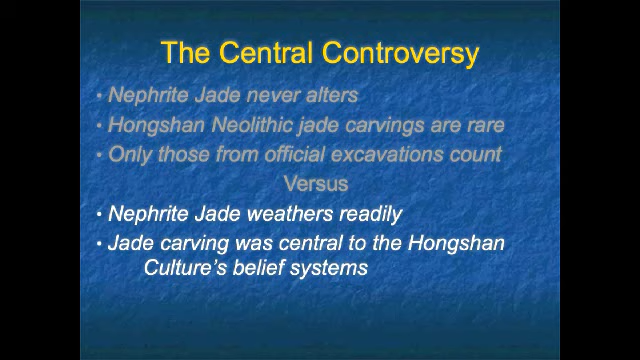 The Central Controversy
• Nephrite Jade never alters
• Hongshan Neolithic jade carvings are rare
• Only those from official excavations count
Versus
• Nephrite Jade weathers readily
• Jade carving was central to the Hongshan
Culture's belief systems